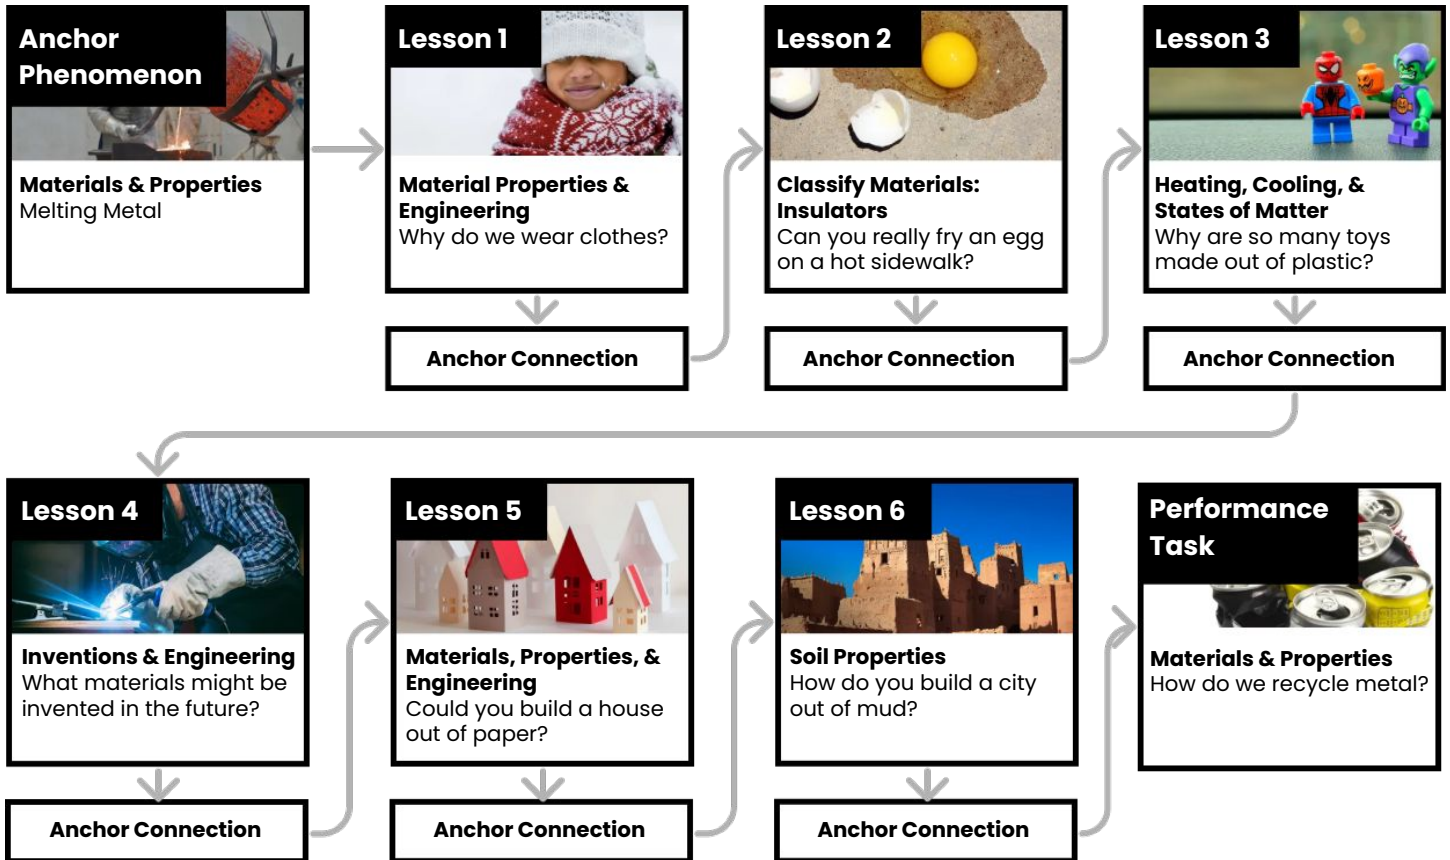 Anchor
Phenomenon
Materials & Properties
Melting Metal
Lesson 1
Material Properties &
Engineering
Why do we wear clothes?
Anchor Connection
Lesson 2
Classify Materials:
Insulators
Can you really fry an egg
on a hot sidewalk?
Anchor Connection
Lesson 3
Heating, Cooling, &
States of Matter
Why are so many toys
made out of plastic?
Anchor Connection
Lesson 4
Inventions & Engineering
What materials might be
invented in the future?
Anchor Connection
Lesson 5
Materials, Properties, &
Engineering
Could you build a house
out of paper?
Anchor Connection
Lesson 6
Soil Properties
How do you build a city
out of mud?
Anchor Connection
Performance
Task
Materials & Properties
How do we recycle metal?